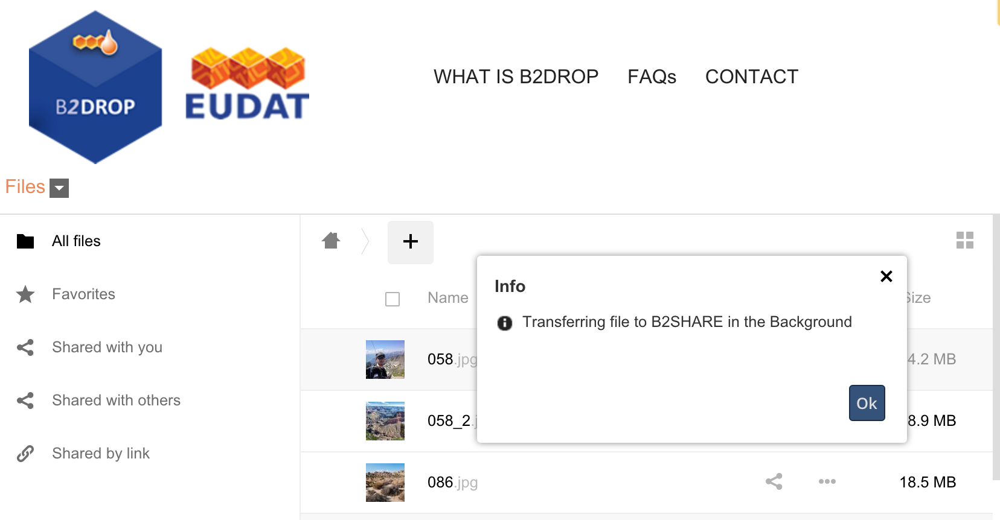 B2DROP
EUDAT
WHAT IS B2DROP FAQs CONTACT
Files
All files
Favorites
Shared with you
Shared with others
Shared by link
Name
Size
Info
Transferring file to B2SHARE in the Background
Ok
058.jpg
4.2 MB
058_2.j
8.9 MB
086.jpg
18.5 MB